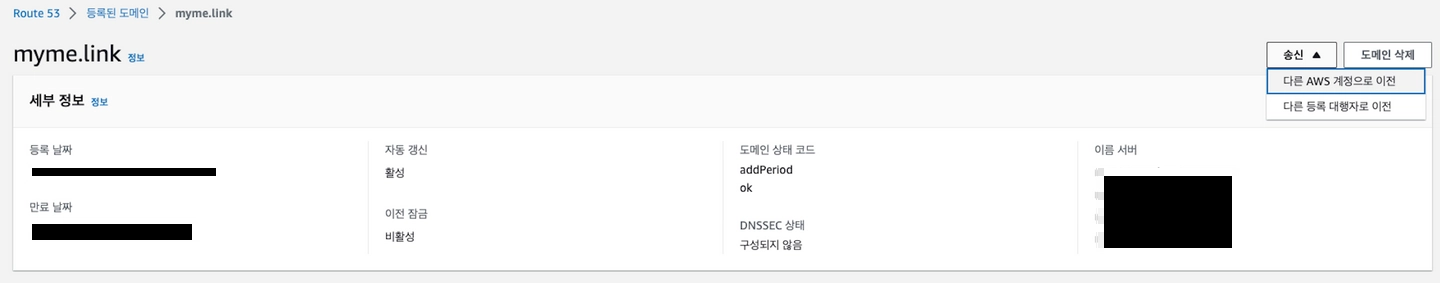 Route 53 > 등록된 도메인 > myme.link
myme.link 정보
송신 ▲
도메인 삭제
다른 AWS 계정으로 이전
다른 등록 대행자로 이전
세부 정보 정보
등록 날짜
만료 날짜
자동 갱신
활성
이전 잠금
비활성
도메인 상태 코드
addPeriod
ok
DNSSEC 상태
구성되지 않음
이름 서버